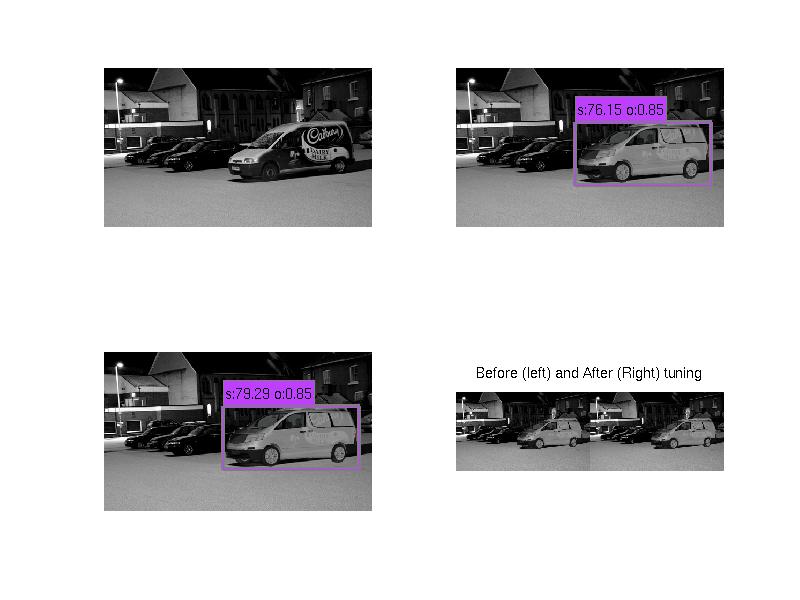 Cadbury
DAIRY
MILK
s:76.15 o:0.85
s:79.29 o:0.85
Before (left) and After (Right) tuning